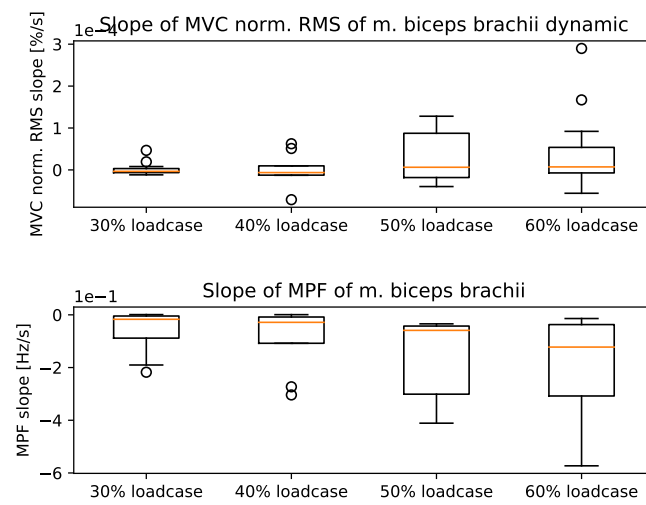 Slope of MVC norm. RMS of m. biceps brachii dynamic
1e−4
MVC norm. RMS slope [%/s]
3
2
1
0
30% loadcase 40% loadcase 50% loadcase 60% loadcase
Slope of MPF of m. biceps brachii
1e−1
MPF slope [Hz/s]
0
−2
−4
−6
30% loadcase 40% loadcase 50% loadcase 60% loadcase